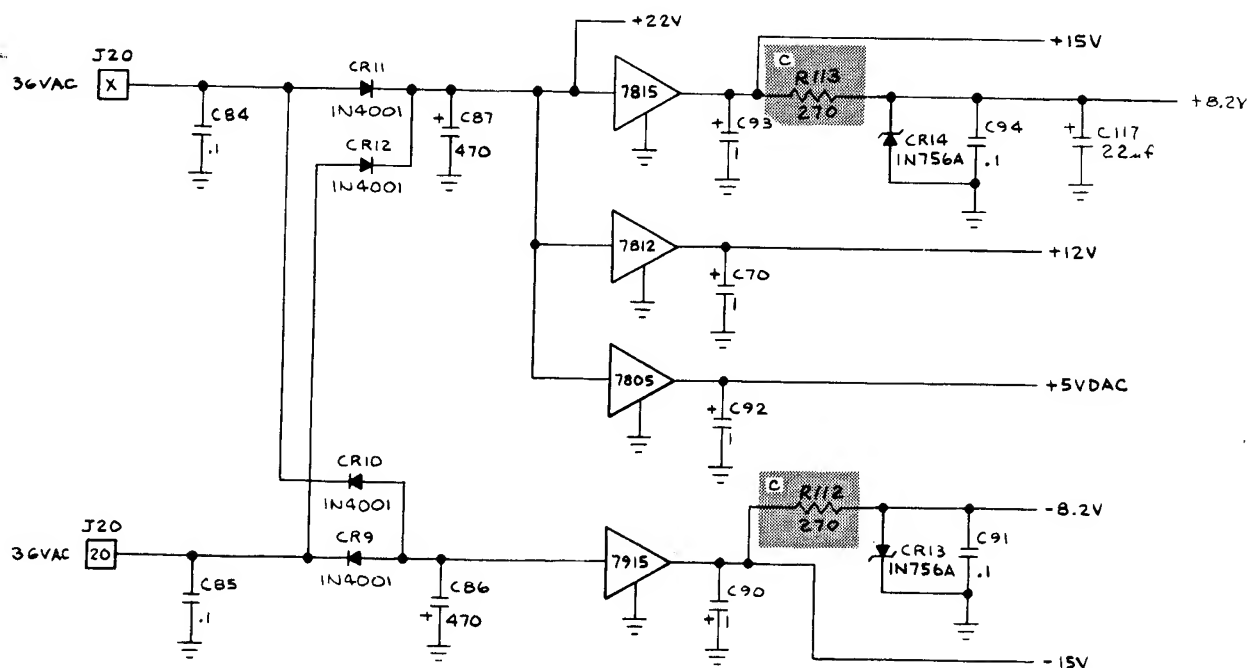 +22V
J20
36VAC
X
C84
.1
CR11
1N4001
CR12
1N4001
+
C87
470
7815
+
C93
1
C
R113
270
+15V
CR14
1N756A
C94
.1
+
C117
22uf
+8.2V
7812
+
C70
1
+12V
7805
+
C92
1
+5VDAC
CR10
1N4001
J20
36VAC
20
C85
.1
CR9
1N4001
C86
+
470
7915
C90
+
1
C
R112
270
CR13
1N756A
C91
.1
-8.2V
-15V